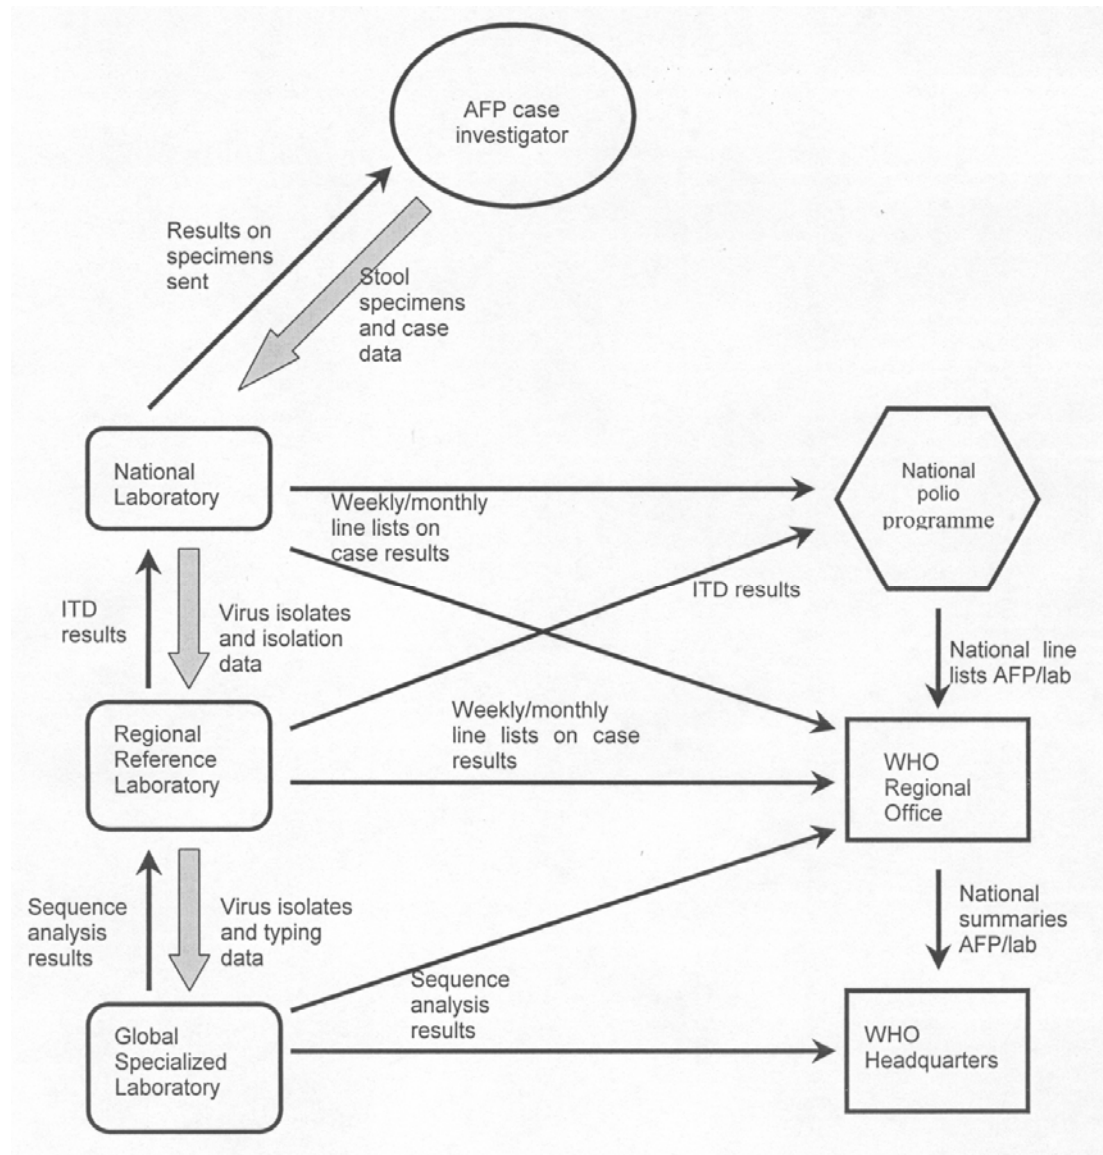 AFP case
investigator
Results on
specimens
sent
Stool
specimens
and case
data
National
Laboratory
Weekly/monthly
line lists on
case results
National
polio
programme
ITD
results
Virus isolates
and isolation
data
ITD results
National line
lists AFP/lab
Regional
Reference
Laboratory
Weekly/monthly
line lists on case
results
WHO
Regional
Office
Sequence
analysis
results
Virus isolates
and typing
data
National
summaries
AFP/lab
Sequence
analysis
results
Global
Specialized
Laboratory
WHO
Headquarters